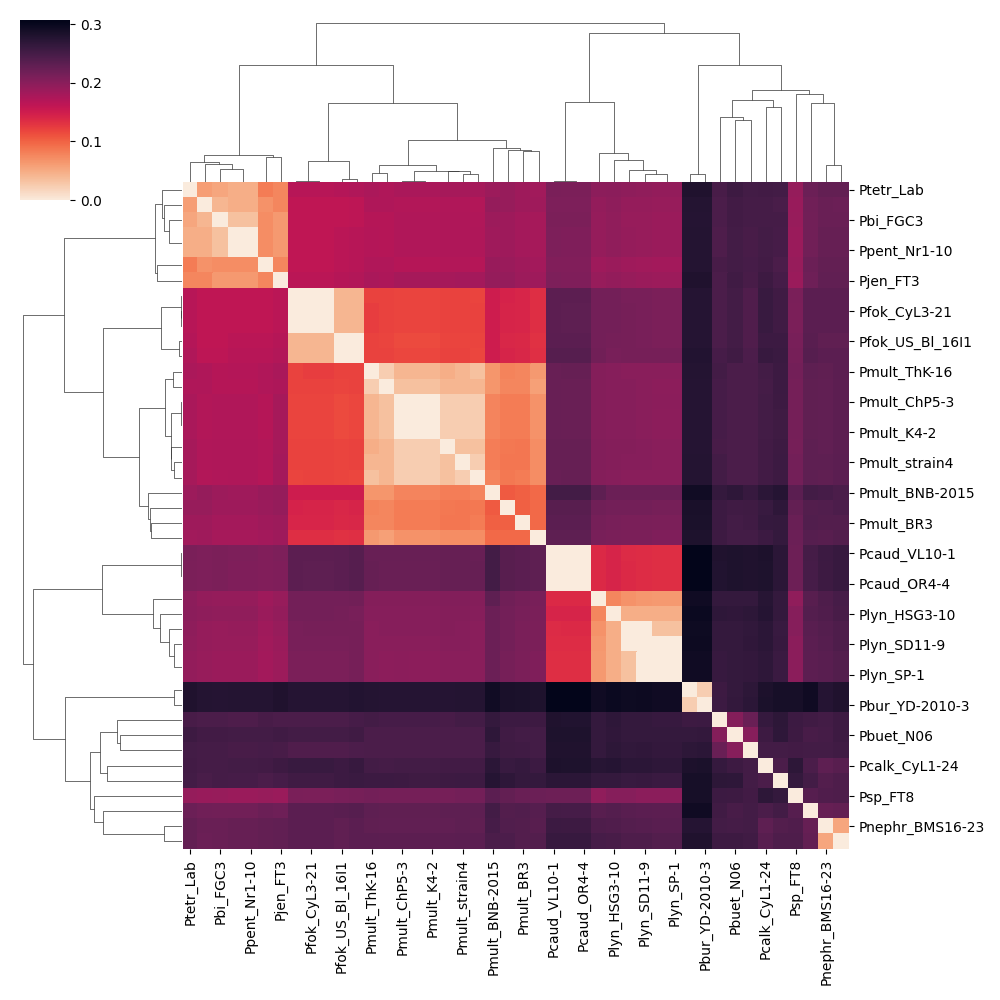 0.3
0.2
0.1
0.0
Ptetr_Lab
Pbi_FGC3
Ppent_Nr1-10
Pjen_FT3
Pfok_CyL3-21
Pfok_US_Bl_16I1
Pmult_ThK-16
Pmult_ChP5-3
Pmult_K4-2
Pmult_strain4
Pmult_BNB-2015
Pmult_BR3
Pcaud_VL10-1
Pcaud_OR4-4
Plyn_HSG3-10
Plyn_SD11-9
Plyn_SP-1
Pbur_YD-2010-3
Pbuet_N06
Pcalk_CyL1-24
Psp_FT8
Pnephr_BMS16-23
Ptetr_Lab
Pbi_FGC3
Ppent_Nr1-10
Pjen_FT3
Pfok_CyL3-21
Pfok_US_Bl_16I1
Pmult_ThK-16
Pmult_ChP5-3
Pmult_K4-2
Pmult_strain4
Pmult_BNB-2015
Pmult_BR3
Pcaud_VL10-1
Pcaud_OR4-4
Plyn_HSG3-10
Plyn_SD11-9
Plyn_SP-1
Pbur_YD-2010-3
Pbuet_N06
Pcalk_CyL1-24
Psp_FT8
Pnephr_BMS16-23